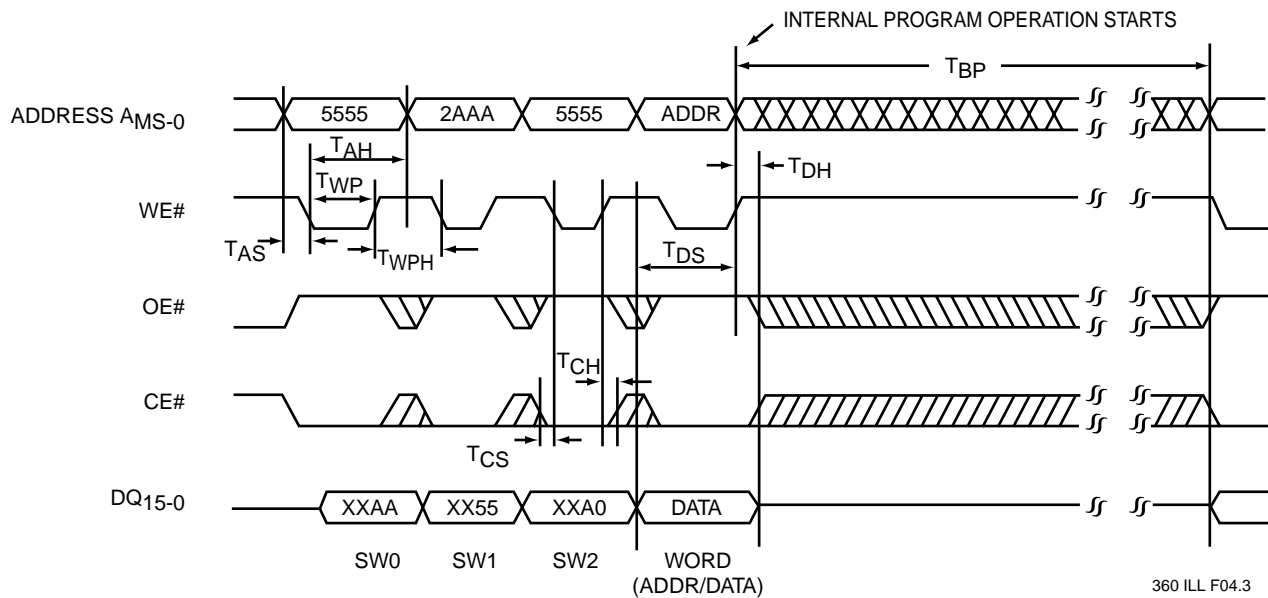 INTERNAL PROGRAM OPERATION STARTS
TBP
ADDRESS AMS-0
5555
2AAA
5555
ADDR
TAH
TDH
TWP
WE#
TAS
TWPH
TDS
OE#
TCH
CE#
TCS
DQ15-0
XXAA
XX55
XXA0
DATA
SW0
SW1
SW2
WORD
(ADDR/DATA)
360 ILL F04.3